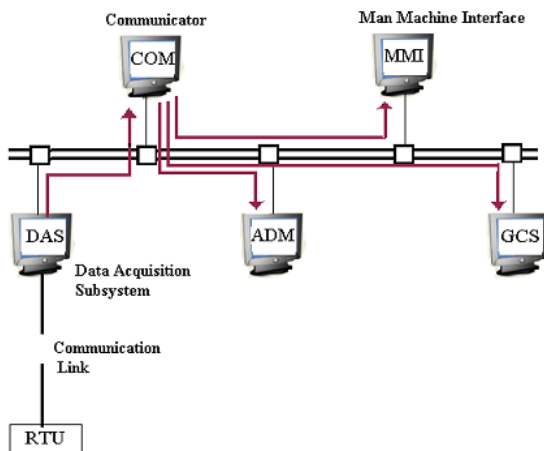 Communicator
Man Machine Interface
COM
MMI
DAS
ADM
GCS
Data Acquisition
Subsystem
Communication
Link
RTU